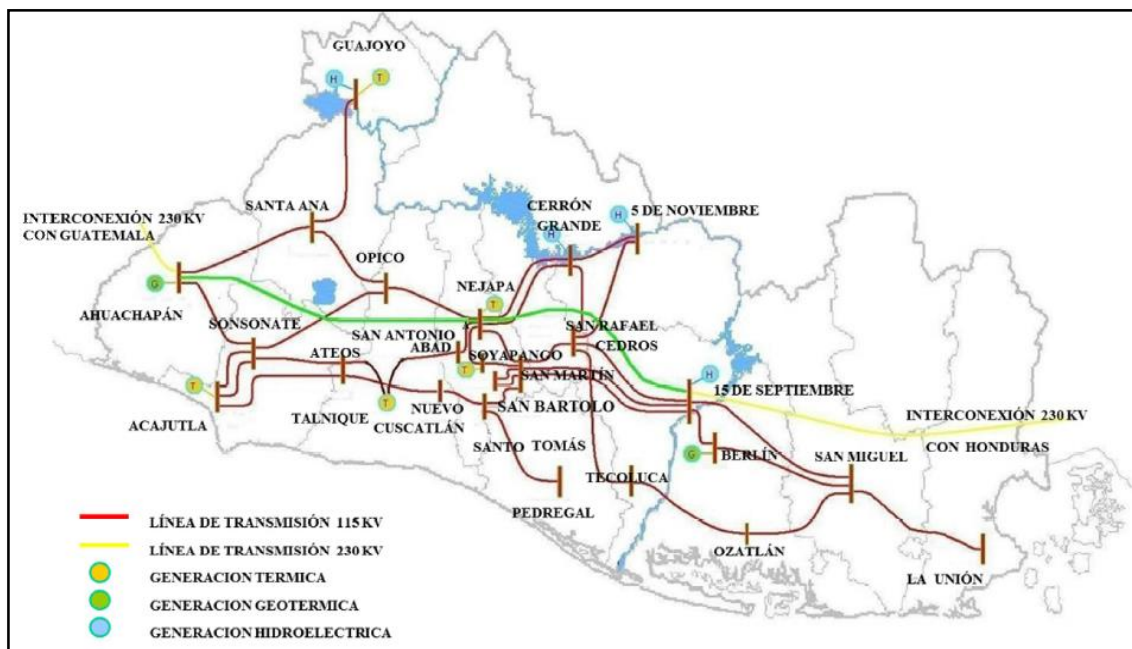 GUAJOYO
H
T
SANTA ANA
INTERCONEXIÓN 230 KV
CON GUATEMALA
CERRÓN
GRANDE
H
H
5 DE NOVIEMBRE
OPICO
G
NEJAPA
T
AHUACHAPÁN
SONSONATE
SAN ANTONIO
ABAD
SAN RAFAEL
CEDROS
ATEOS
T
SOYAPANGO
SAN MARTÍN
H
15 DE SEPTIEMBRE
T
ACAJUTLA
TALNIQUE
T
NUEVO
CUSCATLÁN
SAN BARTOLO
INTERCONEXIÓN 230 KV
CON HONDURAS
SANTO
TOMÁS
G
BERLÍN
SAN MIGUEL
TECOLUCA
PEDREGAL
OZATLÁN
LA UNIÓN
LÍNEA DE TRANSMISIÓN 115 KV
LÍNEA DE TRANSMISIÓN 230 KV
GENERACION TERMICA
GENERACION GEOTERMICA
GENERACION HIDROELECTRICA